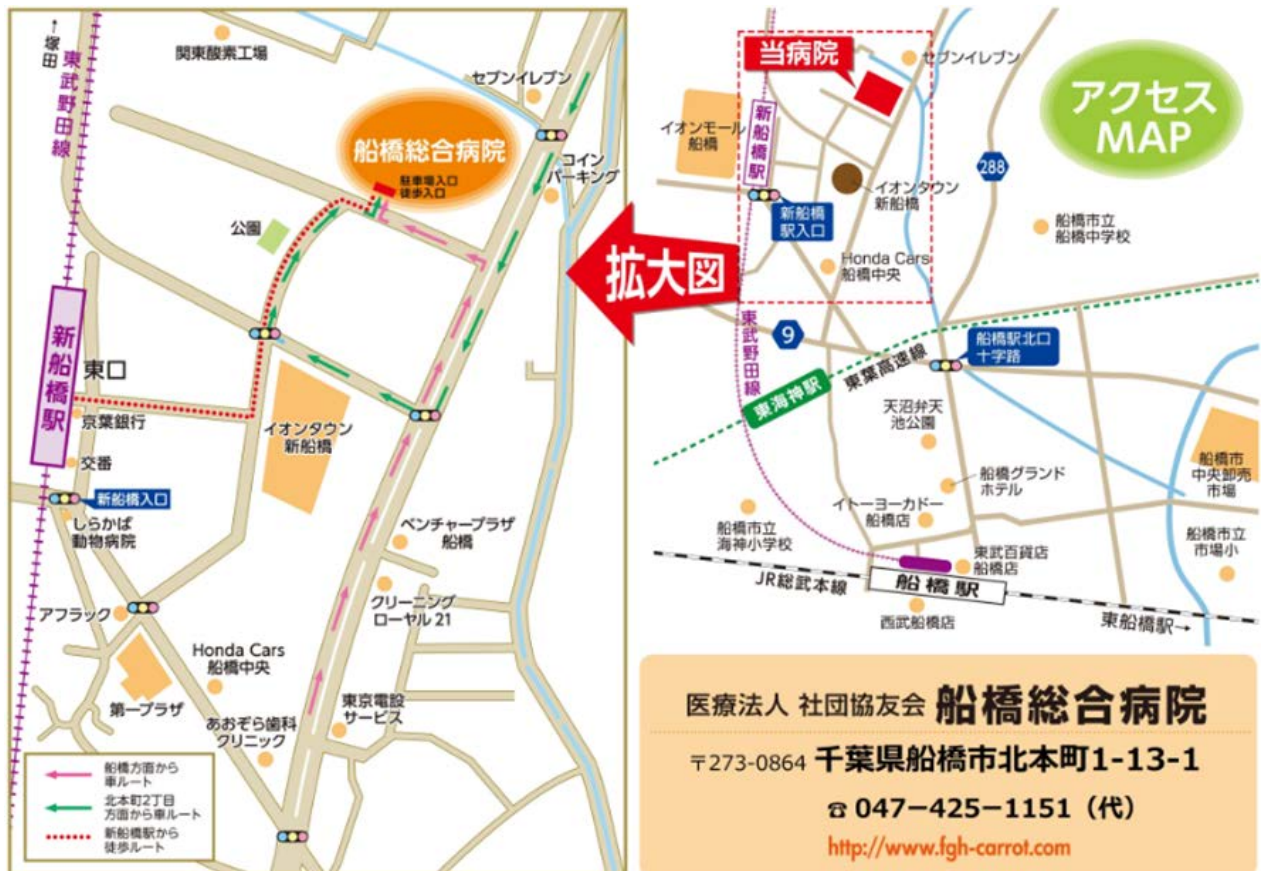 関東酸素工場
セブンイレブン
→塚田
東武野田線
船橋総合病院
駐車場入口
徒歩入口
コイン
パーキング
公園
新船橋駅
東口
京葉銀行
イオンタウン
新船橋
交番
新船橋入口
しらかば
動物病院
ベンチャープラザ
船橋
クリーニング
ローヤル21
アフラック
Honda Cars
船橋中央
第一プラザ
あおぞら歯科
クリニック
東京電設
サービス
船橋方面から
車ルート
北本町2丁目
方面から車ルート
新船橋駅から
徒歩ルート
拡大図
アクセス
MAP
当病院
セブンイレブン
イオンモール
船橋
新船橋駅
288
イオンタウン
新船橋
新船橋
駅入口
船橋市立
船橋中学校
Honda Cars
船橋中央
東武野田線
9
船橋駅北口
十字路
東葉高速線
東海神駅
天沼弁天
池公園
船橋グランド
ホテル
船橋市
中央卸売
市場
イトーヨーカドー
船橋店
船橋市立
海神小学校
東武百貨店
船橋店
船橋市立
市場小
JR総武本線
船橋駅
西武船橋店
東船橋駅→
医療法人 社団協友会 船橋総合病院
〒273-0864 千葉県船橋市北本町1-13-1
☎ 047-425-1151（代）
http://www.fgh-carrot.com